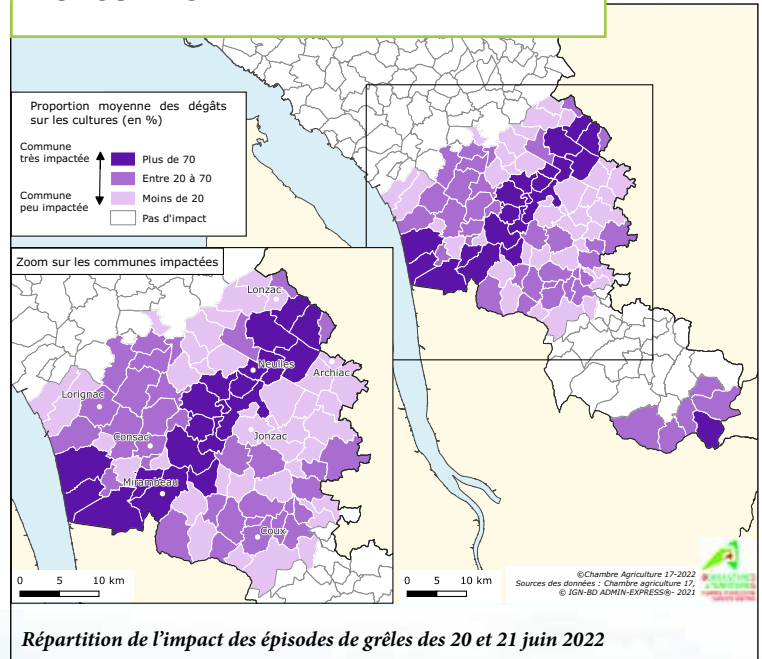 Proportion moyenne des dégâts
sur les cultures (en %)
Commune
très impactée
Plus de 70
Entre 20 à 70
Commune
peu impactée
Moins de 20
Pas d'impact
Zoom sur les communes impactées
Lonzac
Neulles
Archiac
Lorignac
Consac
Jonzac
Mirambeau
Coux
0 5 10 km
0 5 10 km
©Chambre Agriculture 17-2022
Sources des données : Chambre agriculture 17,
© IGN-BD ADMIN-EXPRESS®- 2021
Répartition de l'impact des épisodes de grêles des 20 et 21 juin 2022